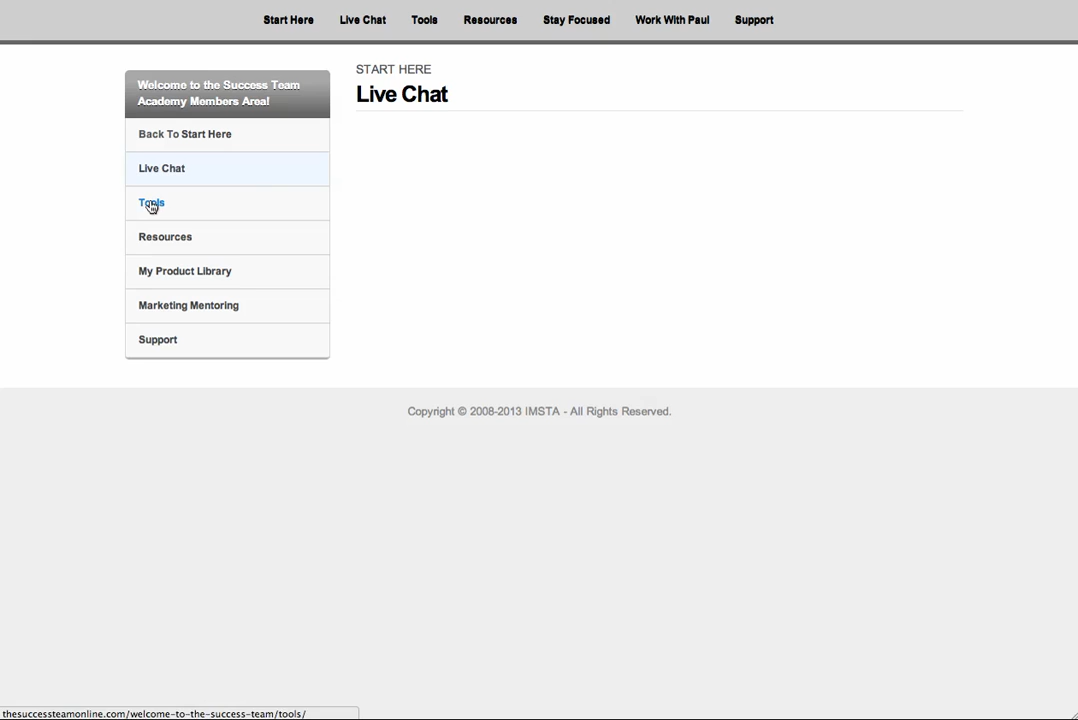 Start Here Live Chat Tools Resources Stay Focused Work With Paul Support
Welcome to the Success Team
Academy Members Area!
Back To Start Here
Live Chat
Tools
Resources
My Product Library
Marketing Mentoring
Support
START HERE
Live Chat
Copyright © 2008-2013 IMSTA - All Rights Reserved.
thesuccessteamonline.com/welcome-to-the-success-team/tools/